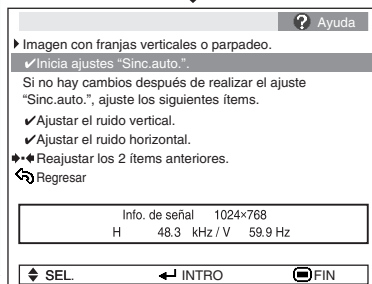 ? Ayuda
Imagen con franjas verticales o parpadeo.
✔Inicia ajustes “Sinc.auto.”.
Si no hay cambios después de realizar el ajuste
“Sinc.auto.”, ajuste los siguientes ítems.
✔Ajustar el ruido vertical.
✔Ajustar el ruido horizontal.
Reajustar los 2 ítems anteriores.
Regresar
Info. de señal 1024×768
H 48.3 kHz / V 59.9 Hz
SEL. INTRO FIN